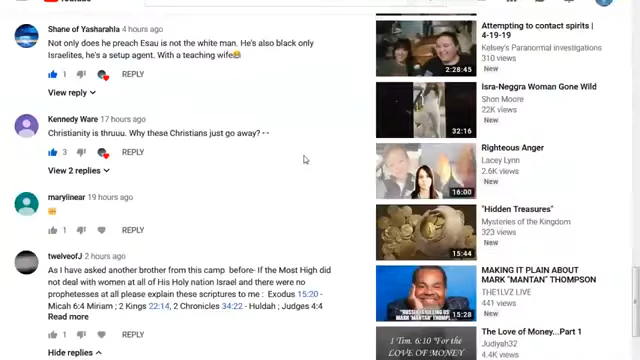 Shane of Yasharahla 4 hours ago
Not only does he preach Esau is not the white man. He's also black only
Israelites, he's a setup agent. With a teaching wife😂
1 REPLY
View reply
Kennedy Ware 17 hours ago
Christianity is thruuu. Why these Christians just go away? - -
3 REPLY
View 2 replies
marylinear 19 hours ago
1 REPLY
twelveofJ 2 hours ago
As I have asked another brother from this camp before- If the Most High did
not deal with women at all of His Holy nation Israel and there were no
prophetesses at all please explain these scriptures to me : Exodus 15:20 -
Micah 6:4 Miriam ; 2 Kings 22:14, 2 Chronicles 34:22 - Huldah ; Judges 4:4
Read more
1 REPLY
Hide replies
Attempting to contact spirits |
4-19-19
Kelsey's Paranormal investigations
310 views
New
2:28:45
Isra-Neggra Woman Gone Wild
Shon Moore
22K views
New
32:16
Righteous Anger
Lacey Lynn
2.6K views
New
16:00
"Hidden Treasures"
Mysteries of the Kingdom
323 views
New
15:44
MAKING IT PLAIN ABOUT
MARK "MANTAN" THOMPSON
THE1LVZ LIVE
441 views
New
15:28
The Love of Money...Part 1
Judiyah32
4.4K views
1 Tim. 6:10 "For the
LOVE OF MONEY